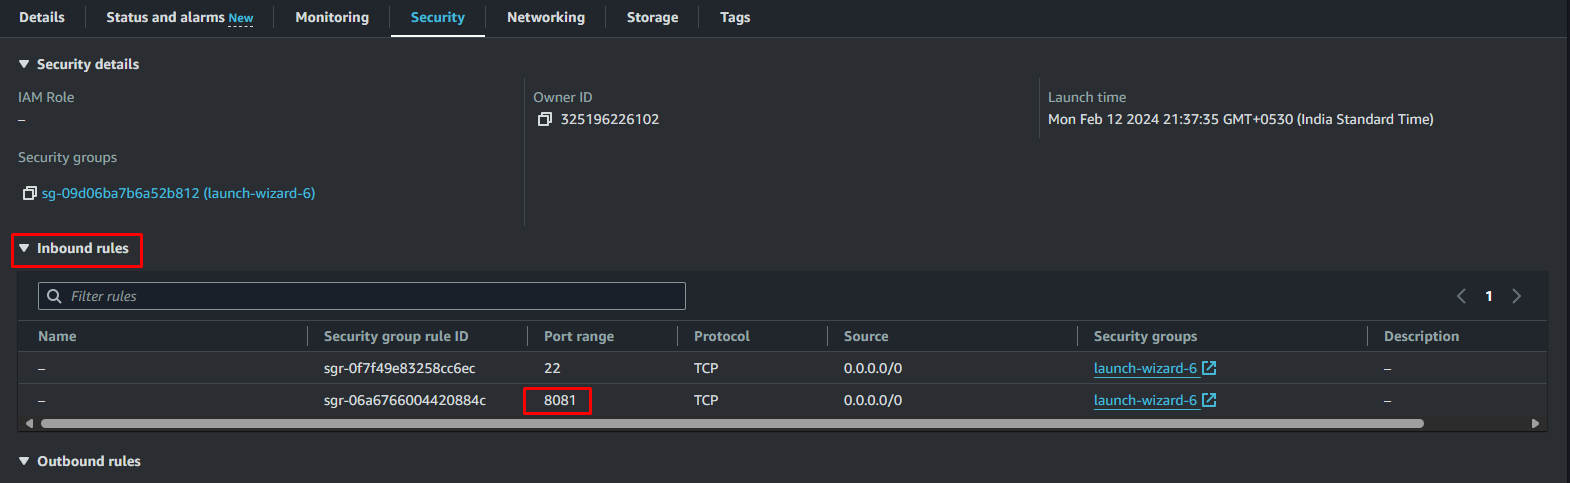 Details Status and alarms New Monitoring Security Networking Storage Tags
Security details
IAM Role Owner ID Launch time
– 325196226102 Mon Feb 12 2024 21:37:35 GMT+0530 (India Standard Time)
Security groups
sg-09d06ba7b6a52b812 (launch-wizard-6)
Inbound rules
Filter rules 1
Name Security group rule ID Port range Protocol Source Security groups Description
– sgr-0f7f49e83258cc6ec 22 TCP 0.0.0.0/0 launch-wizard-6 –
– sgr-06a6766004420884c 8081 TCP 0.0.0.0/0 launch-wizard-6 –
Outbound rules